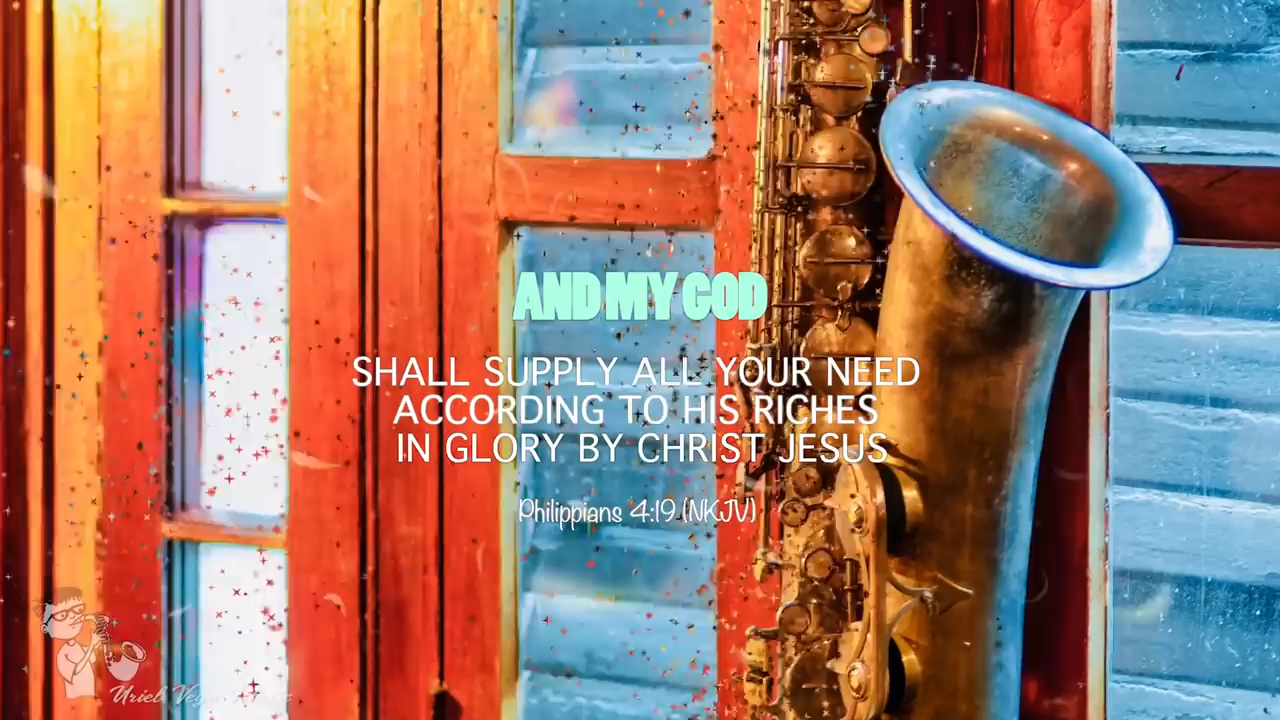 AND MY GOD
SHALL SUPPLY ALL YOUR NEED
ACCORDING TO HIS RICHES
IN GLORY BY CHRIST JESUS
Philippians 4:19 (NKJV)
Uriel